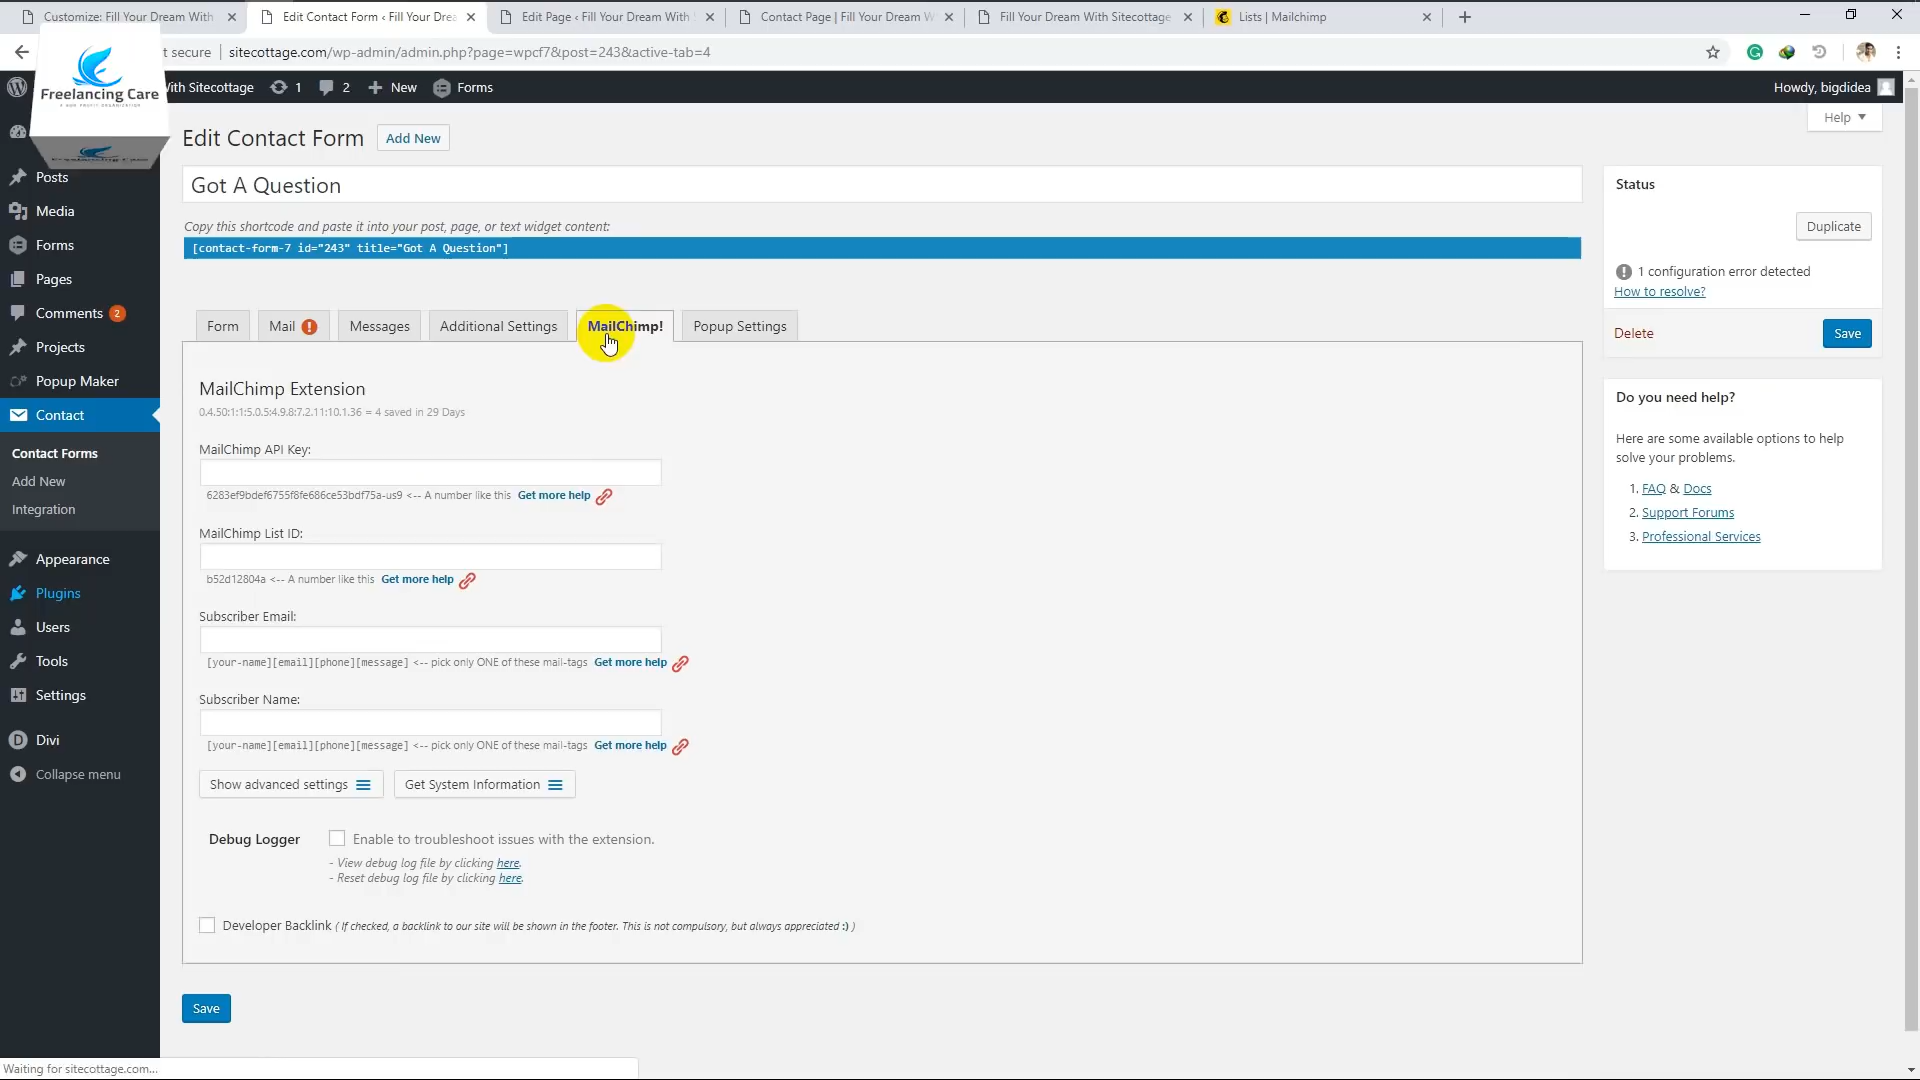 Customize: Fill Your Dream With
Edit Contact Form ‹ Fill Your Drea
Edit Page ‹ Fill Your Dream With
Contact Page | Fill Your Dream W
Fill Your Dream With Sitecottage
Lists | Mailchimp
t secure
sitecottage.com/wp-admin/admin.php?page=wpcf7&post=243&active-tab=4
Freelancing Care
With Sitecottage
1
2
New
Forms
Howdy, bigdidea
Help
Edit Contact Form
Add New
Got A Question
Copy this shortcode and paste it into your post, page, or text widget content:
[contact-form-7 id="243" title="Got A Question"]
Form
Mail
Messages
Additional Settings
MailChimp!
Popup Settings
MailChimp Extension
0.4.50:1:1:5.0.5:4.9.8:7.2.11:10.1.36 = 4 saved in 29 Days
MailChimp API Key:
6283ef9bdef6755f8fe686ce53bdf75a-us9 <-- A number like this Get more help
MailChimp List ID:
b52d12804a <-- A number like this Get more help
Subscriber Email:
[your-name][email][phone][message] <-- pick only ONE of these mail-tags Get more help
Subscriber Name:
[your-name][email][phone][message] <-- pick only ONE of these mail-tags Get more help
Show advanced settings
Get System Information
Debug Logger
Enable to troubleshoot issues with the extension.
- View debug log file by clicking here.
- Reset debug log file by clicking here.
Developer Backlink ( If checked, a backlink to our site will be shown in the footer. This is not compulsory, but always appreciated :) )
Save
Posts
Media
Forms
Pages
Comments 2
Projects
Popup Maker
Contact
Contact Forms
Add New
Integration
Appearance
Plugins
Users
Tools
Settings
Divi
Collapse menu
Status
Duplicate
1 configuration error detected
How to resolve?
Delete
Save
Do you need help?
Here are some available options to help
solve your problems.
1. FAQ & Docs
2. Support Forums
3. Professional Services
Waiting for sitecottage.com...